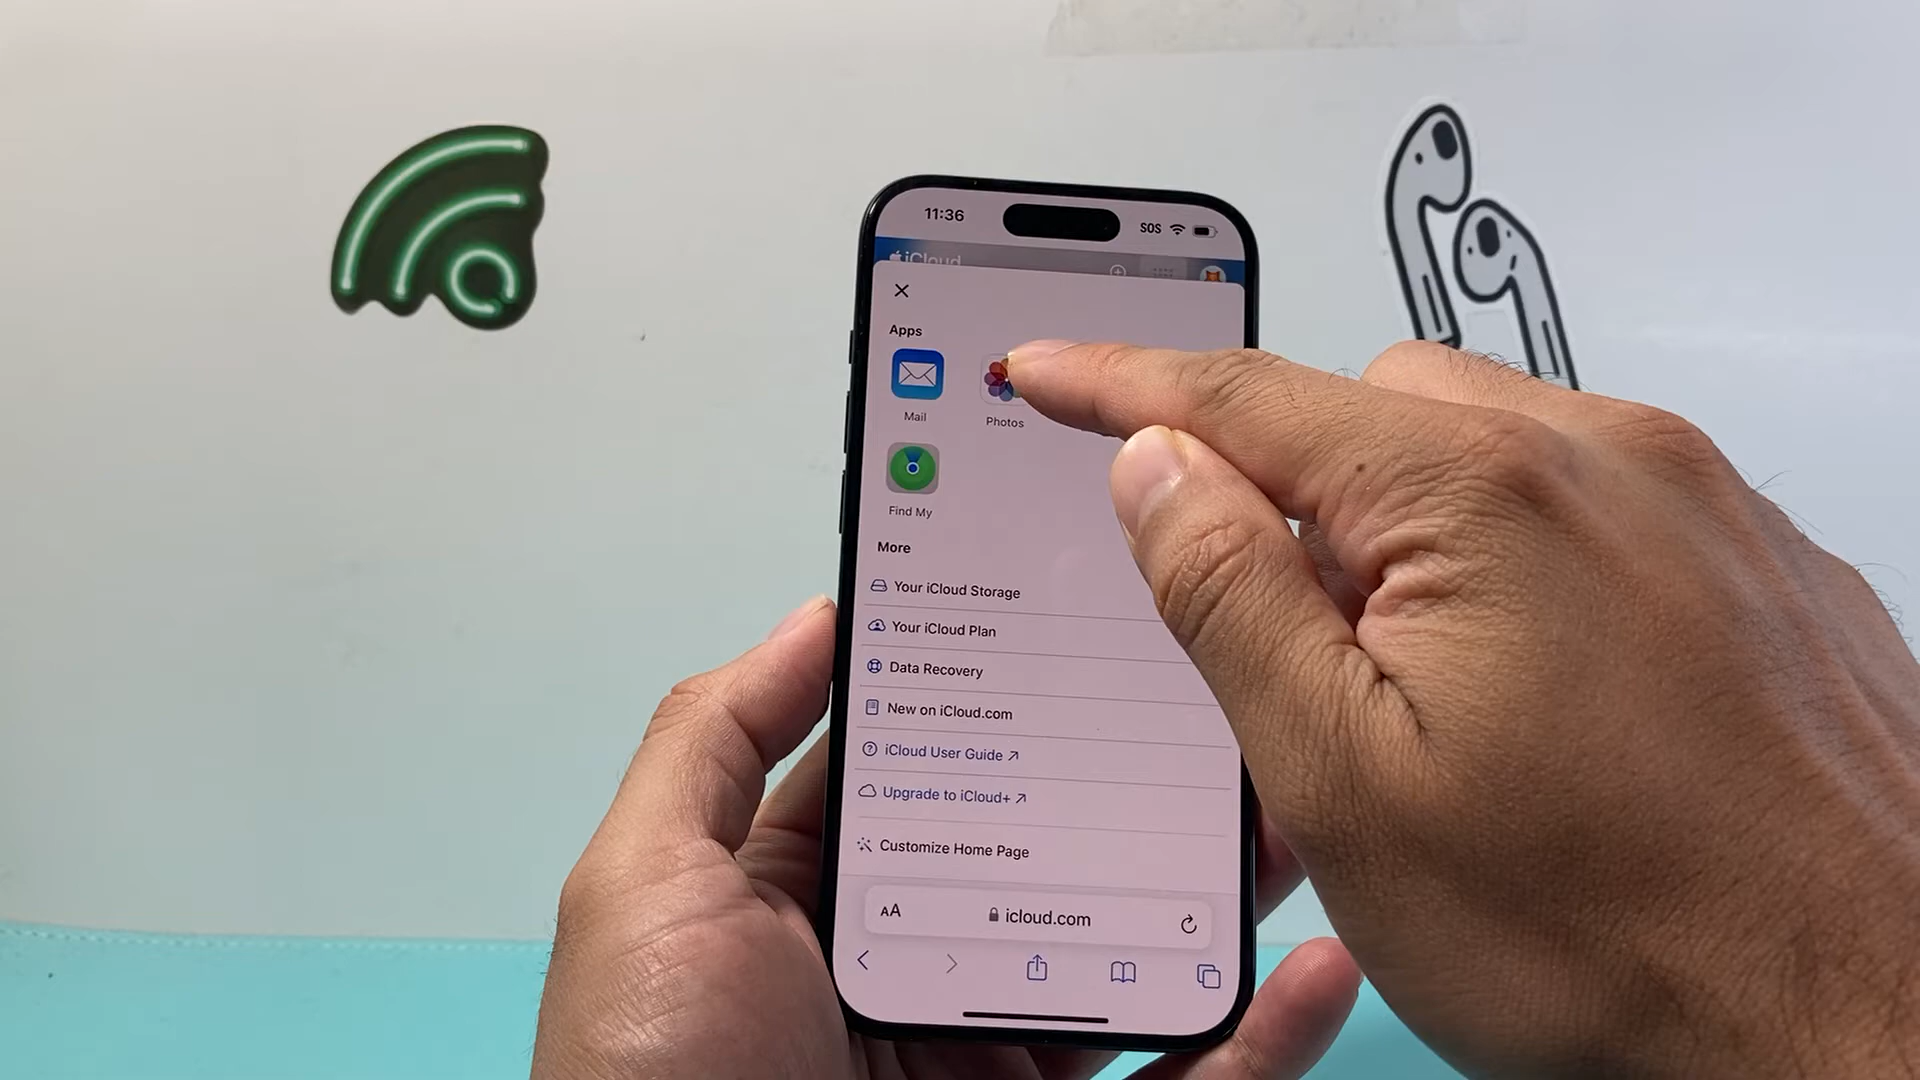 11:36
SOS
iCloud
Apps
Mail
Photos
Find My
More
Your iCloud Storage
Your iCloud Plan
Data Recovery
New on iCloud.com
iCloud User Guide ↗
Upgrade to iCloud+ ↗
Customize Home Page
AA
icloud.com